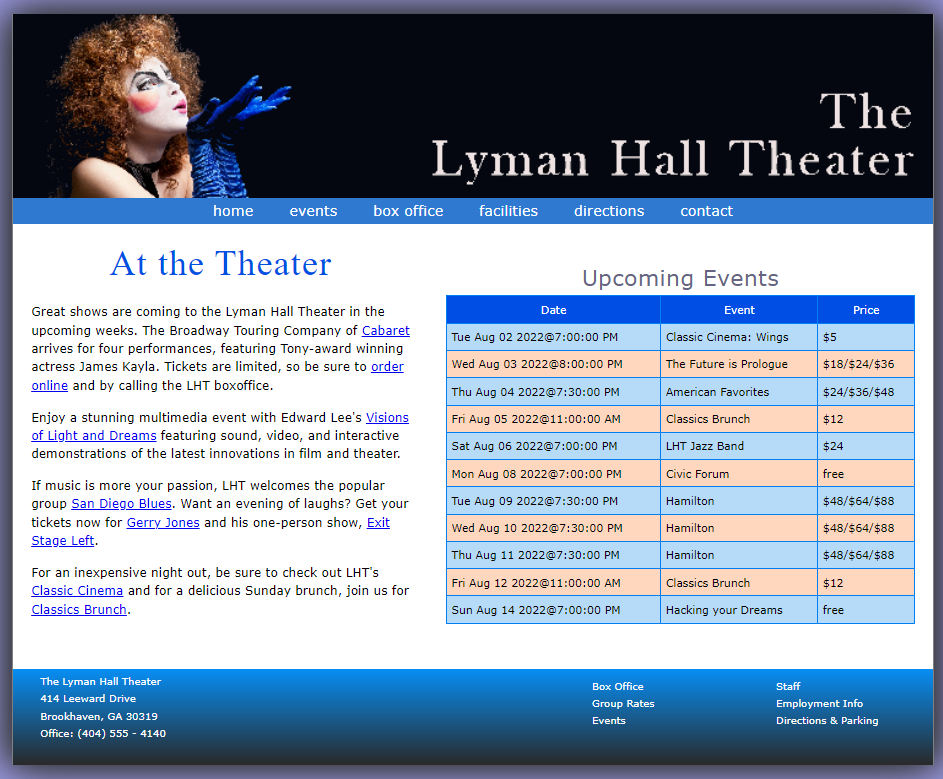 The
Lyman Hall Theater
home events box office facilities directions contact
At the Theater
Great shows are coming to the Lyman Hall Theater in the
upcoming weeks. The Broadway Touring Company of Cabaret
arrives for four performances, featuring Tony-award winning
actress James Kayla. Tickets are limited, so be sure to order
online and by calling the LHT boxoffice.
Enjoy a stunning multimedia event with Edward Lee's Visions
of Light and Dreams featuring sound, video, and interactive
demonstrations of the latest innovations in film and theater.
If music is more your passion, LHT welcomes the popular
group San Diego Blues. Want an evening of laughs? Get your
tickets now for Gerry Jones and his one-person show, Exit
Stage Left.
For an inexpensive night out, be sure to check out LHT's
Classic Cinema and for a delicious Sunday brunch, join us for
Classics Brunch.
Upcoming Events
Date Event Price
Tue Aug 02 2022@7:00:00 PM Classic Cinema: Wings $5
Wed Aug 03 2022@8:00:00 PM The Future is Prologue $18/$24/$36
Thu Aug 04 2022@7:30:00 PM American Favorites $24/$36/$48
Fri Aug 05 2022@11:00:00 AM Classics Brunch $12
Sat Aug 06 2022@7:00:00 PM LHT Jazz Band $24
Mon Aug 08 2022@7:00:00 PM Civic Forum free
Tue Aug 09 2022@7:30:00 PM Hamilton $48/$64/$88
Wed Aug 10 2022@7:30:00 PM Hamilton $48/$64/$88
Thu Aug 11 2022@7:30:00 PM Hamilton $48/$64/$88
Fri Aug 12 2022@11:00:00 AM Classics Brunch $12
Sun Aug 14 2022@7:00:00 PM Hacking your Dreams free
The Lyman Hall Theater
414 Leeward Drive
Brookhaven, GA 30319
Office: (404) 555 - 4140
Box Office
Group Rates
Events
Staff
Employment Info
Directions & Parking